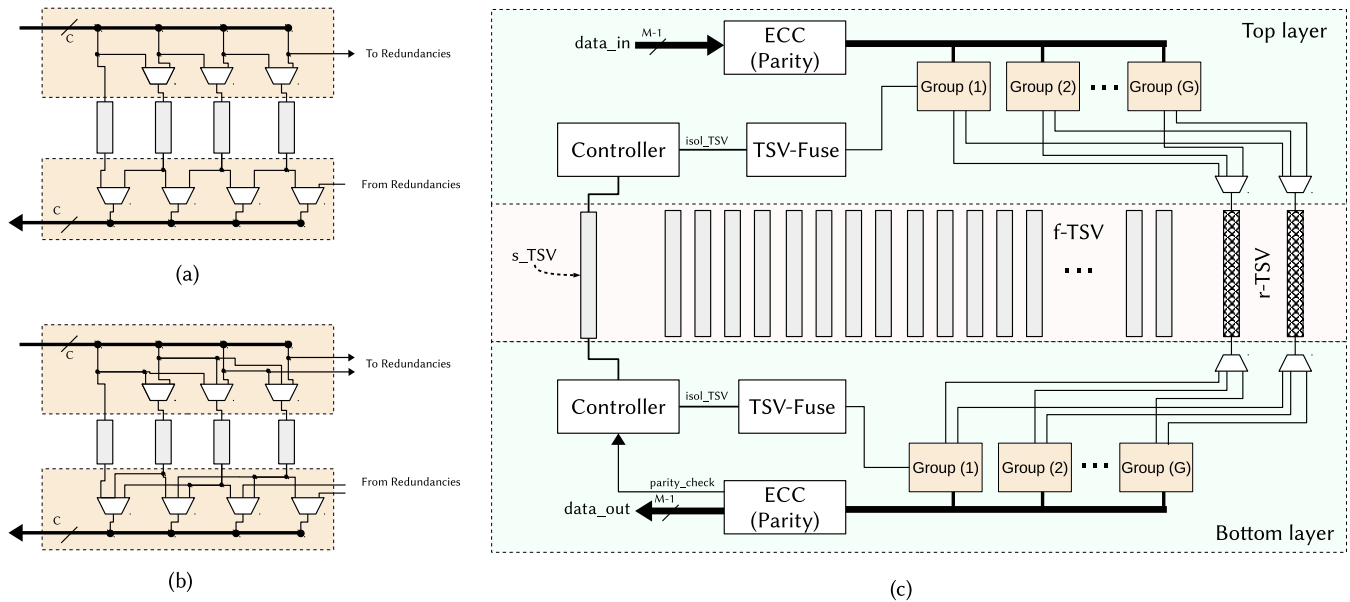 C
To Redundancies
From Redundancies
C
(a)
C
To Redundancies
From Redundancies
C
(b)
Top layer
data_in
M-1
ECC
(Parity)
Group (1)
Group (2)
Group (G)
Controller
isol_TSV
TSV-Fuse
s_TSV
f-TSV
r-TSV
Controller
isol_TSV
TSV-Fuse
Group (1)
Group (2)
Group (G)
parity_check
data_out
M-1
ECC
(Parity)
Bottom layer
(c)